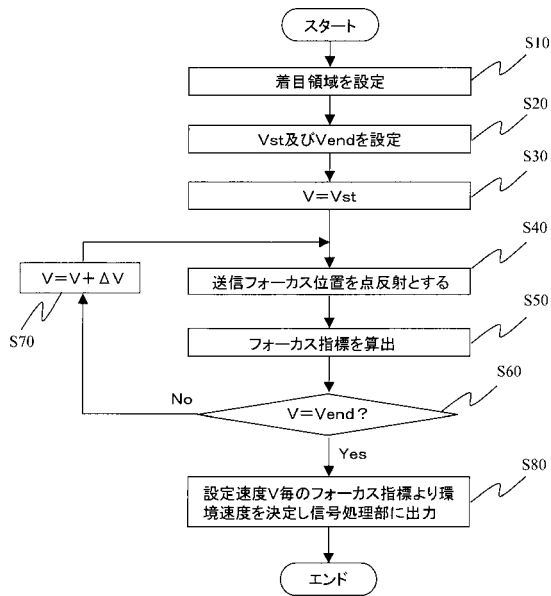 スタート
S10
着目領域を設定
S20
Vst及びVendを設定
S30
V=Vst
S40
V=V+ΔV
送信フォーカス位置を点反射とする
S70
S50
フォーカス指標を算出
S60
No
V=Vend?
Yes
S80
設定速度V毎のフォーカス指標より環
境速度を決定し信号処理部に出力
エンド